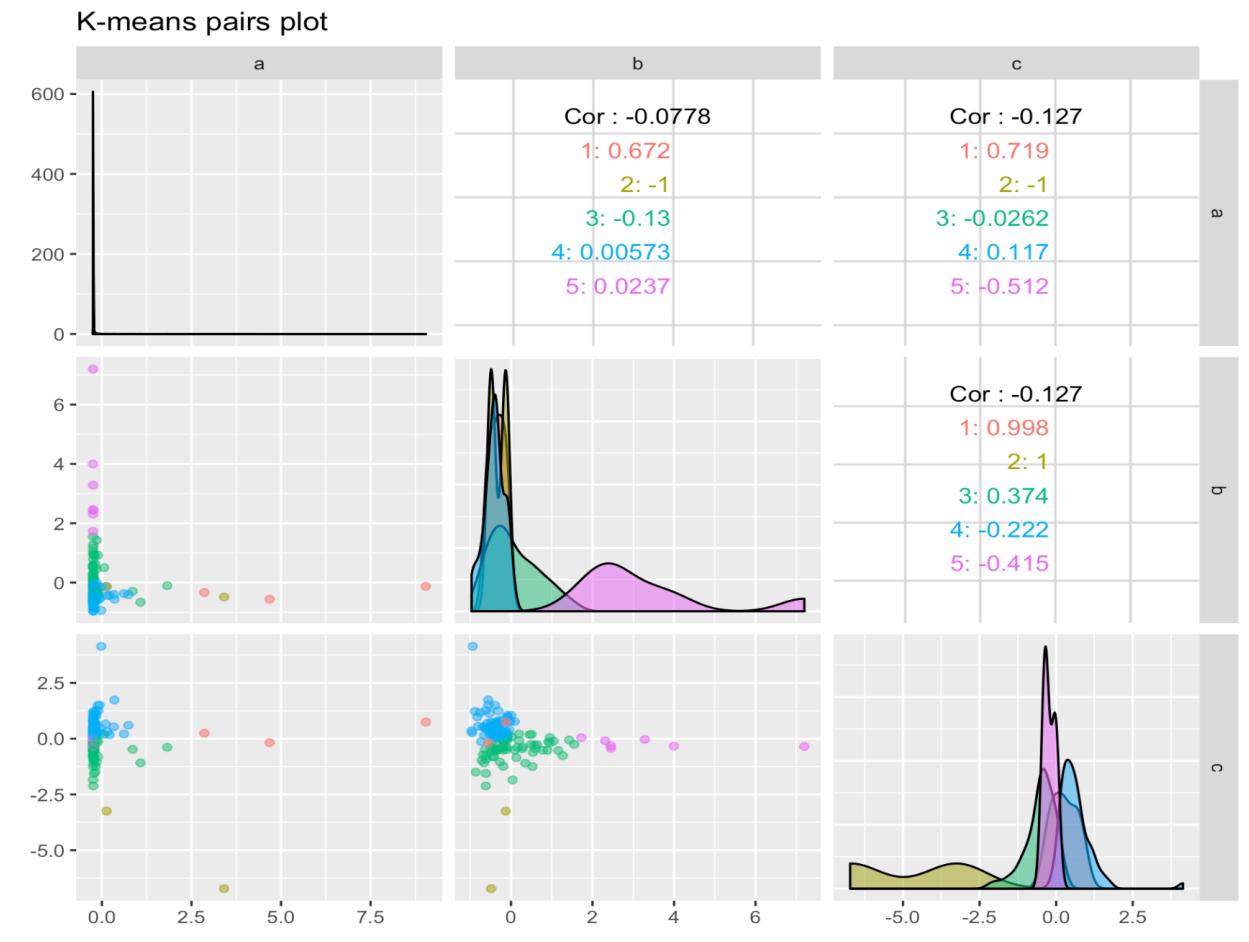 K-means pairs plot
a
b
c
600
400
200
0
Cor : -0.0778
1: 0.672
2: -1
3: -0.13
4: 0.00573
5: 0.0237
Cor : -0.127
1: 0.719
2: -1
3: -0.0262
4: 0.117
5: -0.512
a
6
4
2
0
Cor : -0.127
1: 0.998
2: 1
3: 0.374
4: -0.222
5: -0.415
b
2.5
0.0
-2.5
-5.0
c
0.0 2.5 5.0 7.5
0 2 4 6
-5.0 -2.5 0.0 2.5